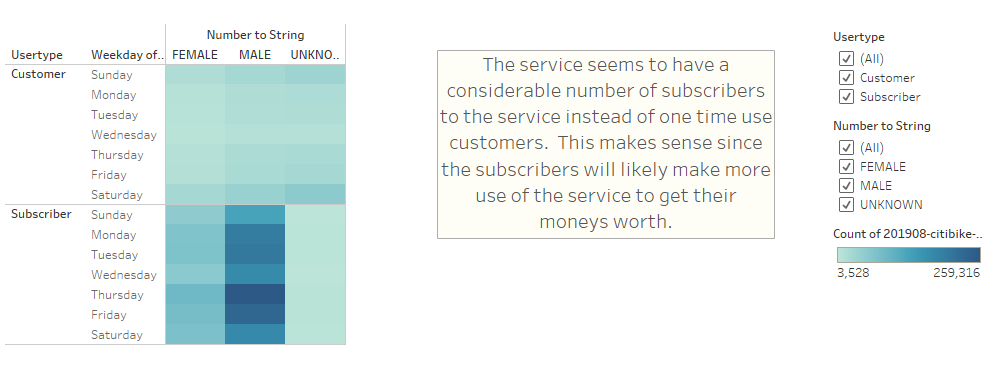 Number to String
Usertype Weekday of.. FEMALE MALE UNKNO..
Customer Sunday
Monday
Tuesday
Wednesday
Thursday
Friday
Saturday
Subscriber Sunday
Monday
Tuesday
Wednesday
Thursday
Friday
Saturday
The service seems to have a
considerable number of subscribers
to the service instead of one time use
customers. This makes sense since
the subscribers will likely make more
use of the service to get their
moneys worth.
Usertype
(All)
Customer
Subscriber
Number to String
(All)
FEMALE
MALE
UNKNOWN
Count of 201908-citibike-..
3,528 259,316